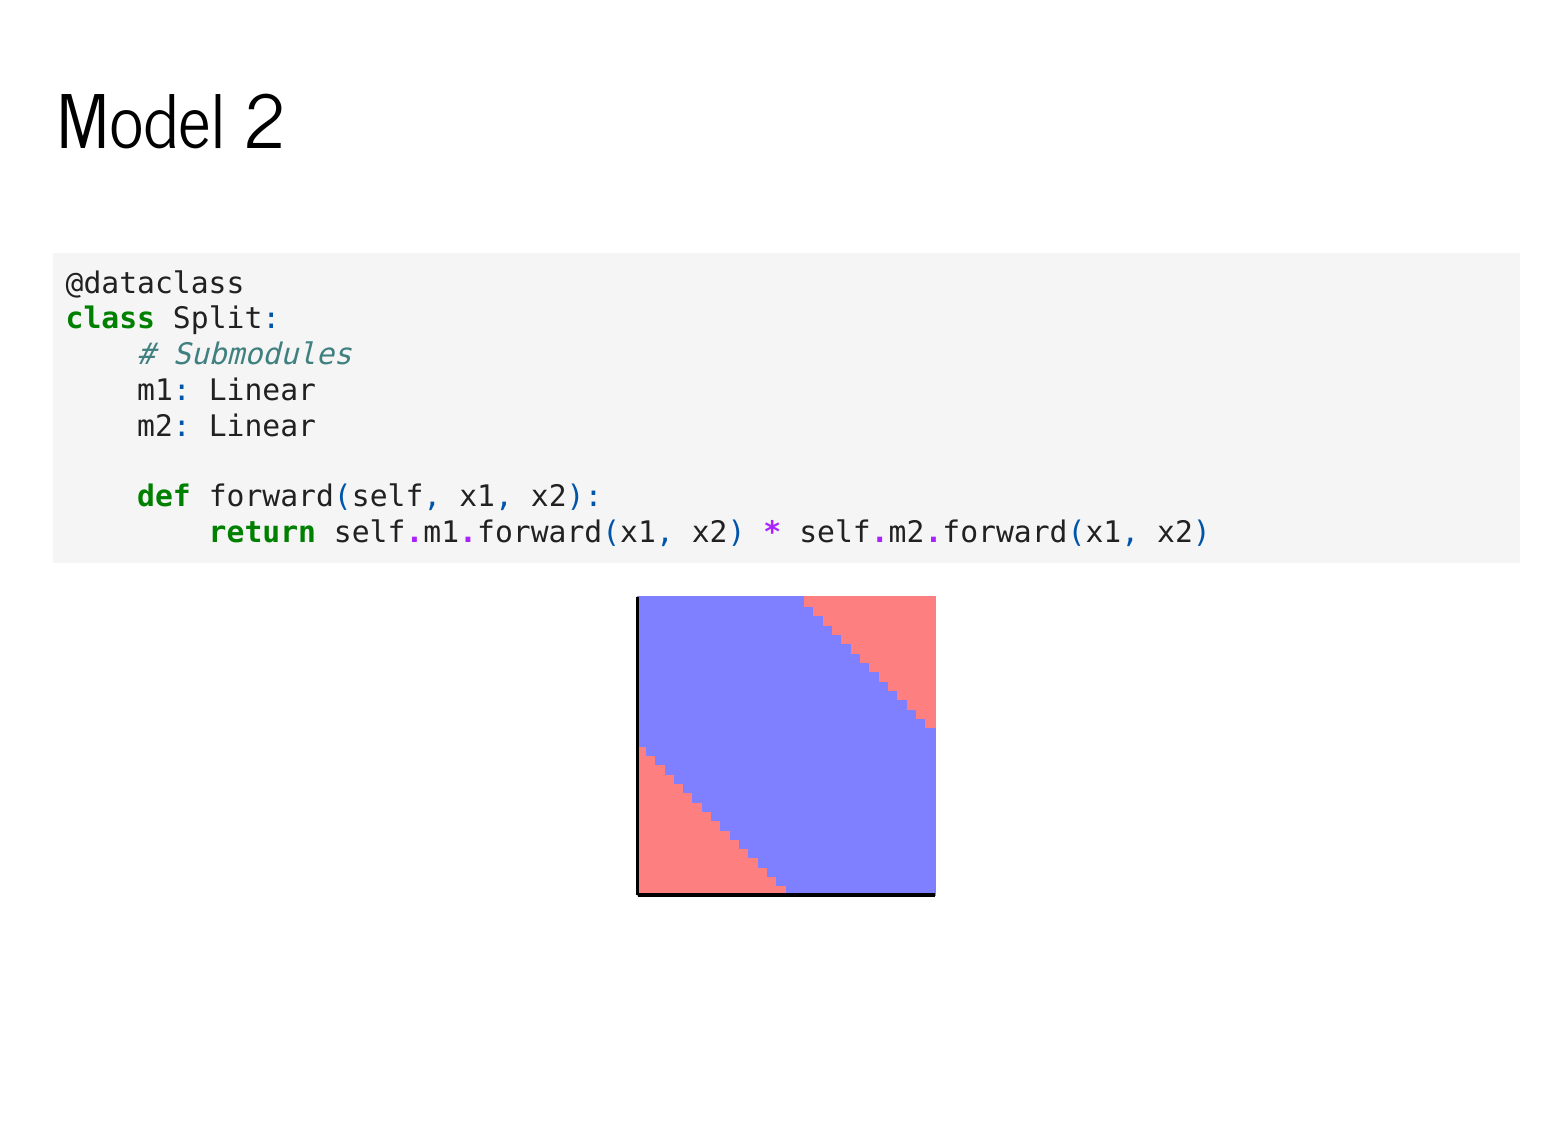 Model 2
@dataclass
class Split:
    # Submodules
    m1: Linear
    m2: Linear

    def forward(self, x1, x2):
        return self.m1.forward(x1, x2) * self.m2.forward(x1, x2)